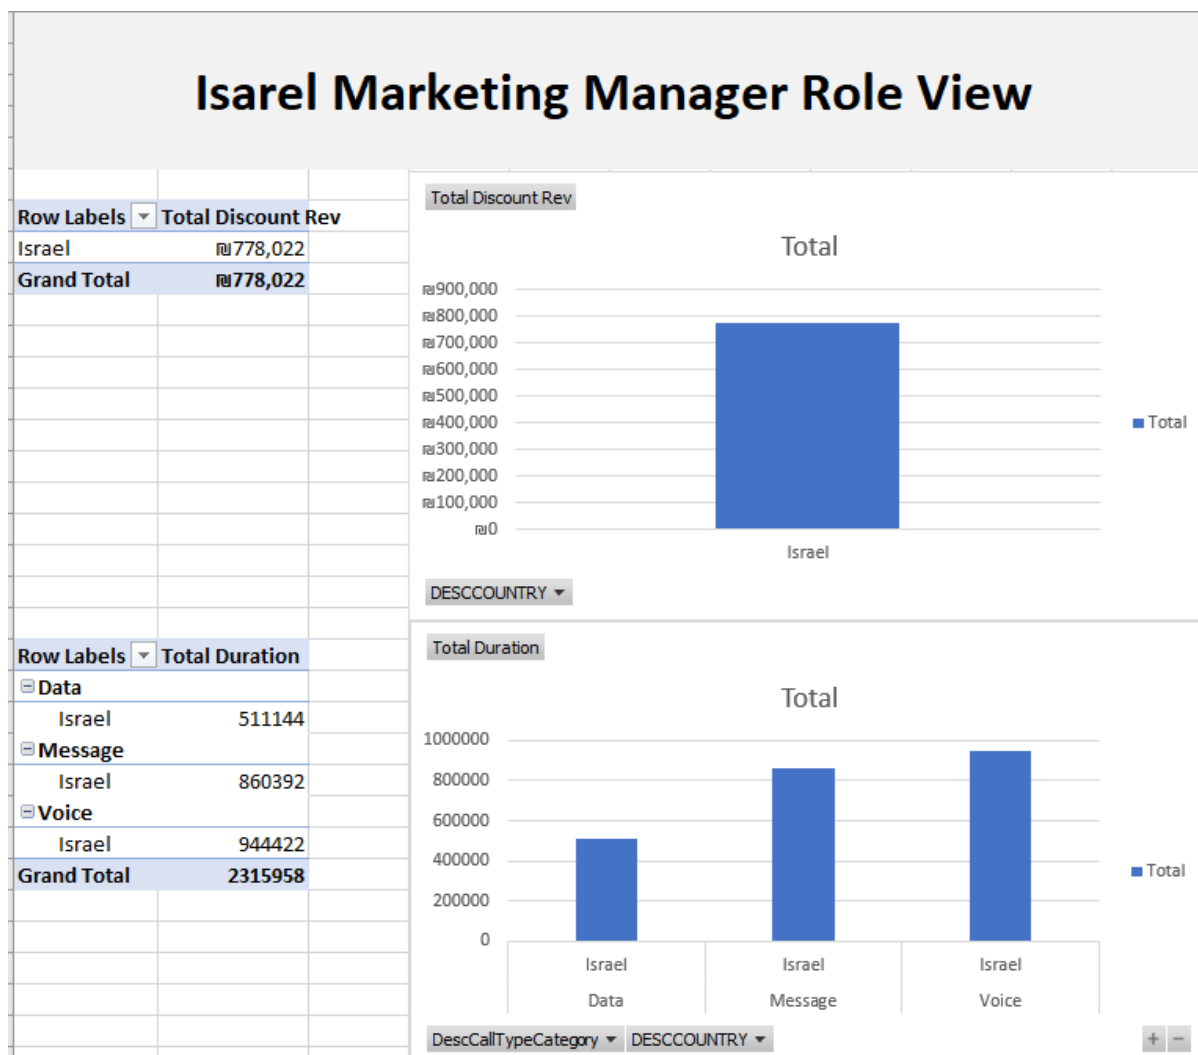 Isarel Marketing Manager Role View
Row Labels Total Discount Rev
Israel ₪778,022
Grand Total ₪778,022
Total Discount Rev
Total
₪900,000
₪800,000
₪700,000
₪600,000
₪500,000
₪400,000
₪300,000
₪200,000
₪100,000
₪0
Israel
Total
DESCCOUNTRY
Row Labels Total Duration
Data
Israel 511144
Message
Israel 860392
Voice
Israel 944422
Grand Total 2315958
Total Duration
Total
1000000
800000
600000
400000
200000
0
Israel Israel Israel
Data Message Voice
Total
DescCallTypeCategory DESCCOUNTRY
+ −